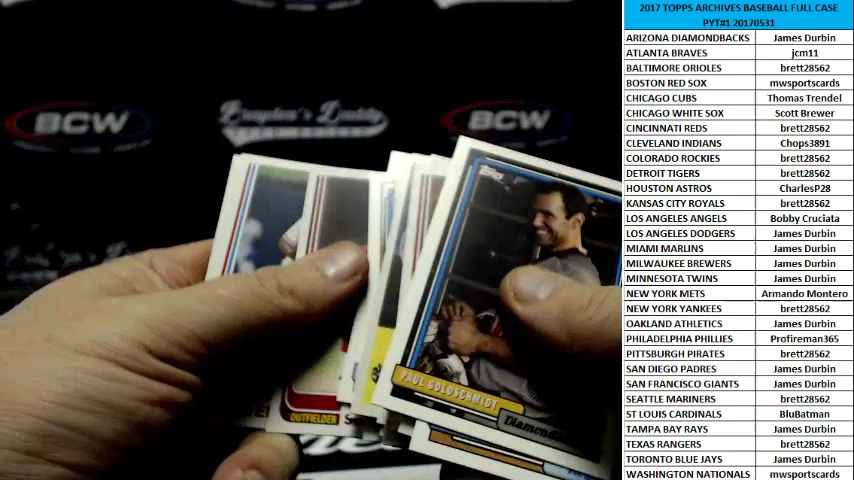 2017 TOPPS ARCHIVES BASEBALL FULL CASE
PYT#1 20170531
ARIZONA DIAMONDBACKS James Durbin
ATLANTA BRAVES jcm11
BALTIMORE ORIOLES brett28562
BOSTON RED SOX mwsportscards
CHICAGO CUBS Thomas Trendel
CHICAGO WHITE SOX Scott Brewer
CINCINNATI REDS brett28562
CLEVELAND INDIANS Chops3891
COLORADO ROCKIES brett28562
DETROIT TIGERS brett28562
HOUSTON ASTROS CharlesP28
KANSAS CITY ROYALS brett28562
LOS ANGELES ANGELS Bobby Cruciata
LOS ANGELES DODGERS James Durbin
MIAMI MARLINS James Durbin
MILWAUKEE BREWERS James Durbin
MINNESOTA TWINS James Durbin
NEW YORK METS Armando Montero
NEW YORK YANKEES brett28562
OAKLAND ATHLETICS James Durbin
PHILADELPHIA PHILLIES Profireman365
PITTSBURGH PIRATES brett28562
SAN DIEGO PADRES James Durbin
SAN FRANCISCO GIANTS James Durbin
SEATTLE MARINERS brett28562
ST LOUIS CARDINALS BluBatman
TAMPA BAY RAYS James Durbin
TEXAS RANGERS brett28562
TORONTO BLUE JAYS James Durbin
WASHINGTON NATIONALS mwsportscards
BCW
Brayden's Daddy
BCW
Topps
PAUL GOLDSCHMIDT
Diamond
OUTFIELDER